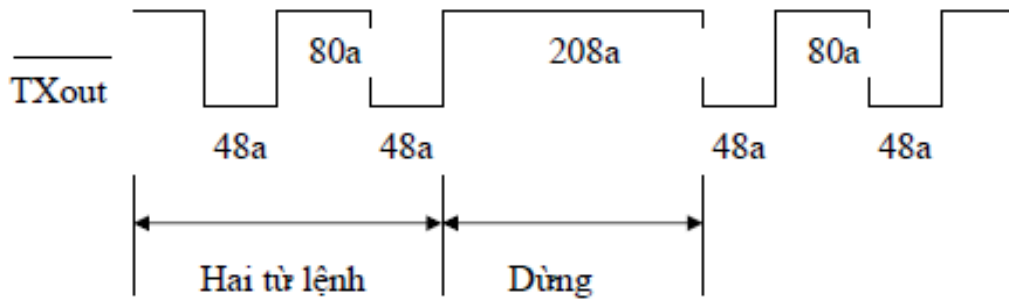 80a 208a 80a
TXout
48a 48a 48a 48a
Hai từ lệnh Dừng